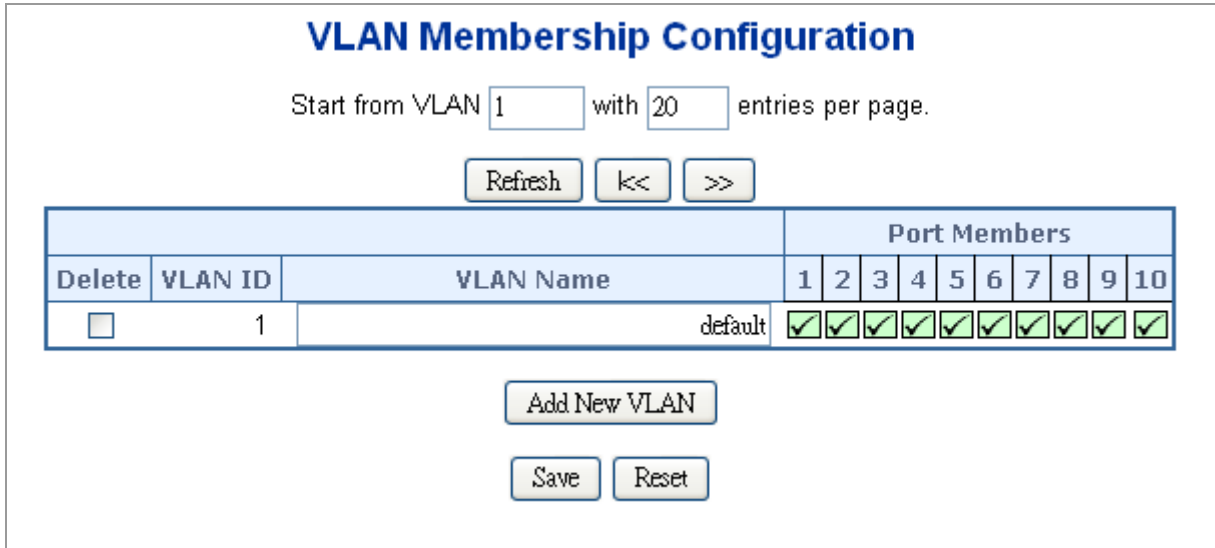 VLAN Membership Configuration
Start from VLAN 1 with 20 entries per page.
Refresh |<< >>
Port Members
Delete VLAN ID VLAN Name 1 2 3 4 5 6 7 8 9 10
1 default
Add New VLAN
Save Reset